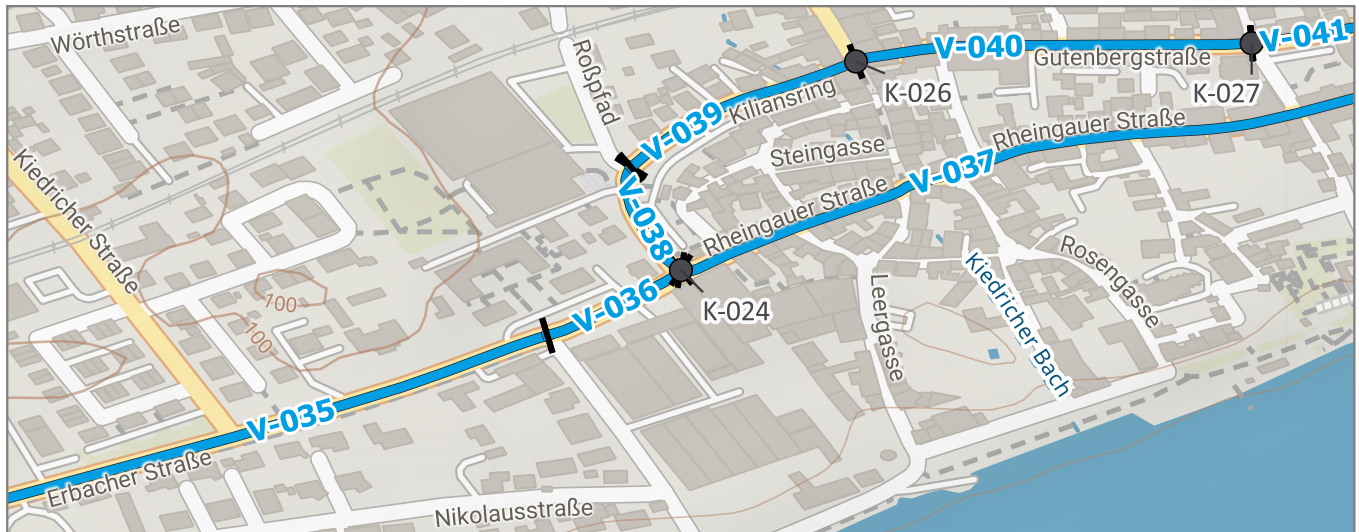 Wörthstraße
Roßpfad
V-040
V-041
Gutenbergstraße
K-026
K-027
Kiliansring
V-039
Rheingauer Straße
Steingasse
V-037
Kiedricher Straße
V-038
Rheingauer Straße
Rosengasse
Kiedricher Bach
Leergasse
100
100
V-036
K-024
V-035
Erbacher Straße
Nikolausstraße